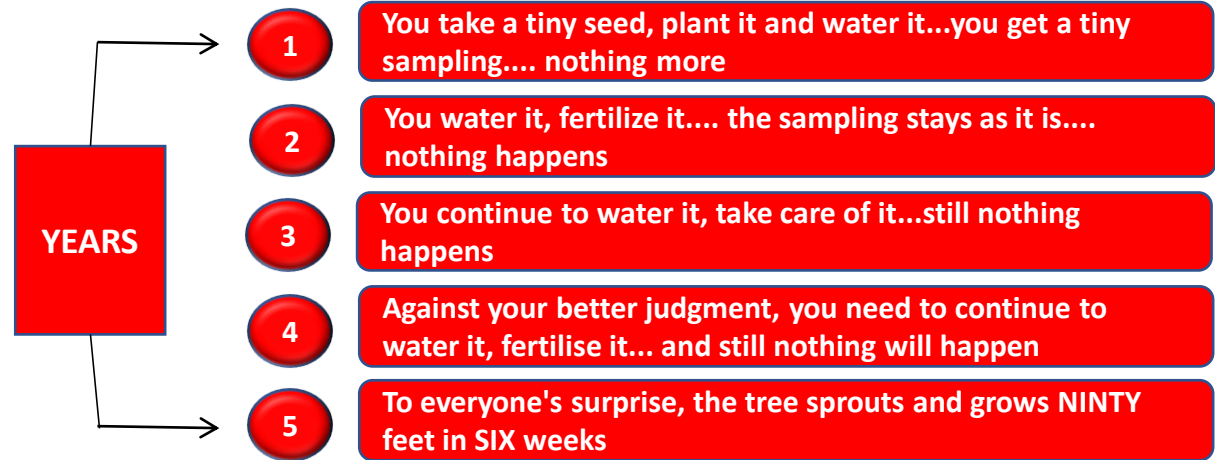 YEARS
1
You take a tiny seed, plant it and water it...you get a tiny
sampling.... nothing more
2
You water it, fertilize it.... the sampling stays as it is....
nothing happens
3
You continue to water it, take care of it...still nothing
happens
4
Against your better judgment, you need to continue to
water it, fertilise it... and still nothing will happen
5
To everyone's surprise, the tree sprouts and grows NINTY
feet in SIX weeks